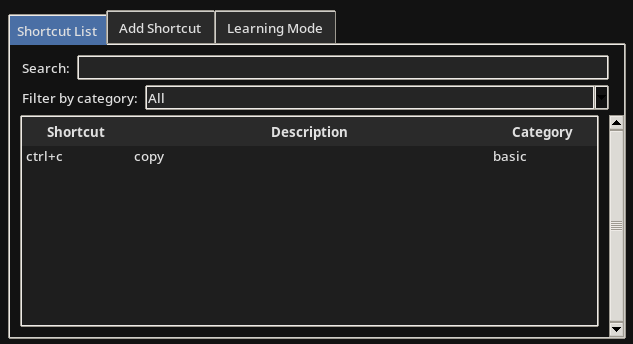 Shortcut List Add Shortcut Learning Mode
Search:
Filter by category: All
Shortcut Description Category
ctrl+c copy basic